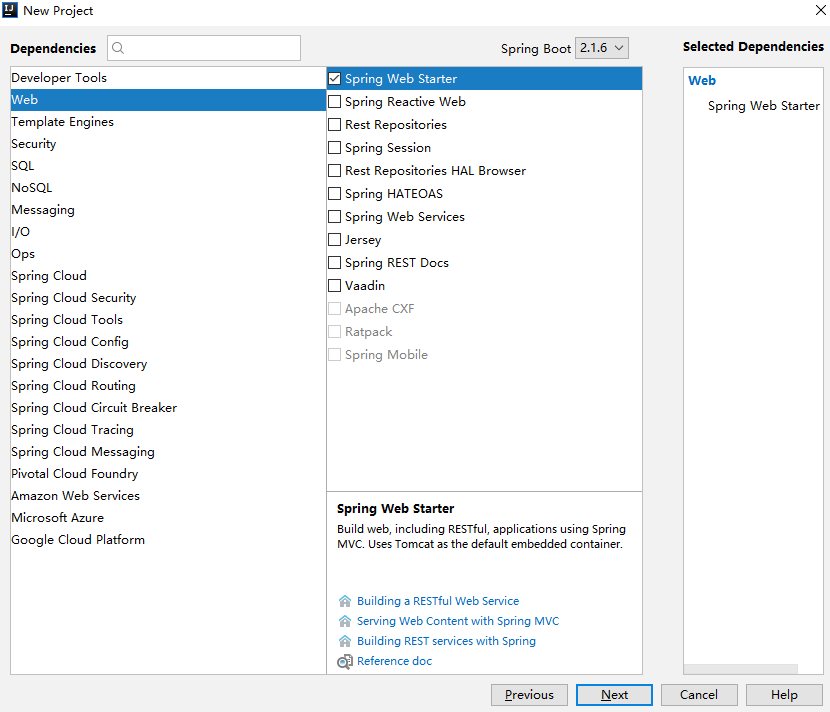 New Project
Dependencies
Spring Boot 2.1.6
Selected Dependencies
Developer Tools
Web
Template Engines
Security
SQL
NoSQL
Messaging
I/O
Ops
Spring Cloud
Spring Cloud Security
Spring Cloud Tools
Spring Cloud Config
Spring Cloud Discovery
Spring Cloud Routing
Spring Cloud Circuit Breaker
Spring Cloud Tracing
Spring Cloud Messaging
Pivotal Cloud Foundry
Amazon Web Services
Microsoft Azure
Google Cloud Platform
Spring Web Starter
Spring Reactive Web
Rest Repositories
Spring Session
Rest Repositories HAL Browser
Spring HATEOAS
Spring Web Services
Jersey
Spring REST Docs
Vaadin
Apache CXF
Ratpack
Spring Mobile
Spring Web Starter
Build web, including RESTful, applications using Spring
MVC. Uses Tomcat as the default embedded container.
Building a RESTful Web Service
Serving Web Content with Spring MVC
Building REST services with Spring
Reference doc
Web
Spring Web Starter
Previous
Next
Cancel
Help